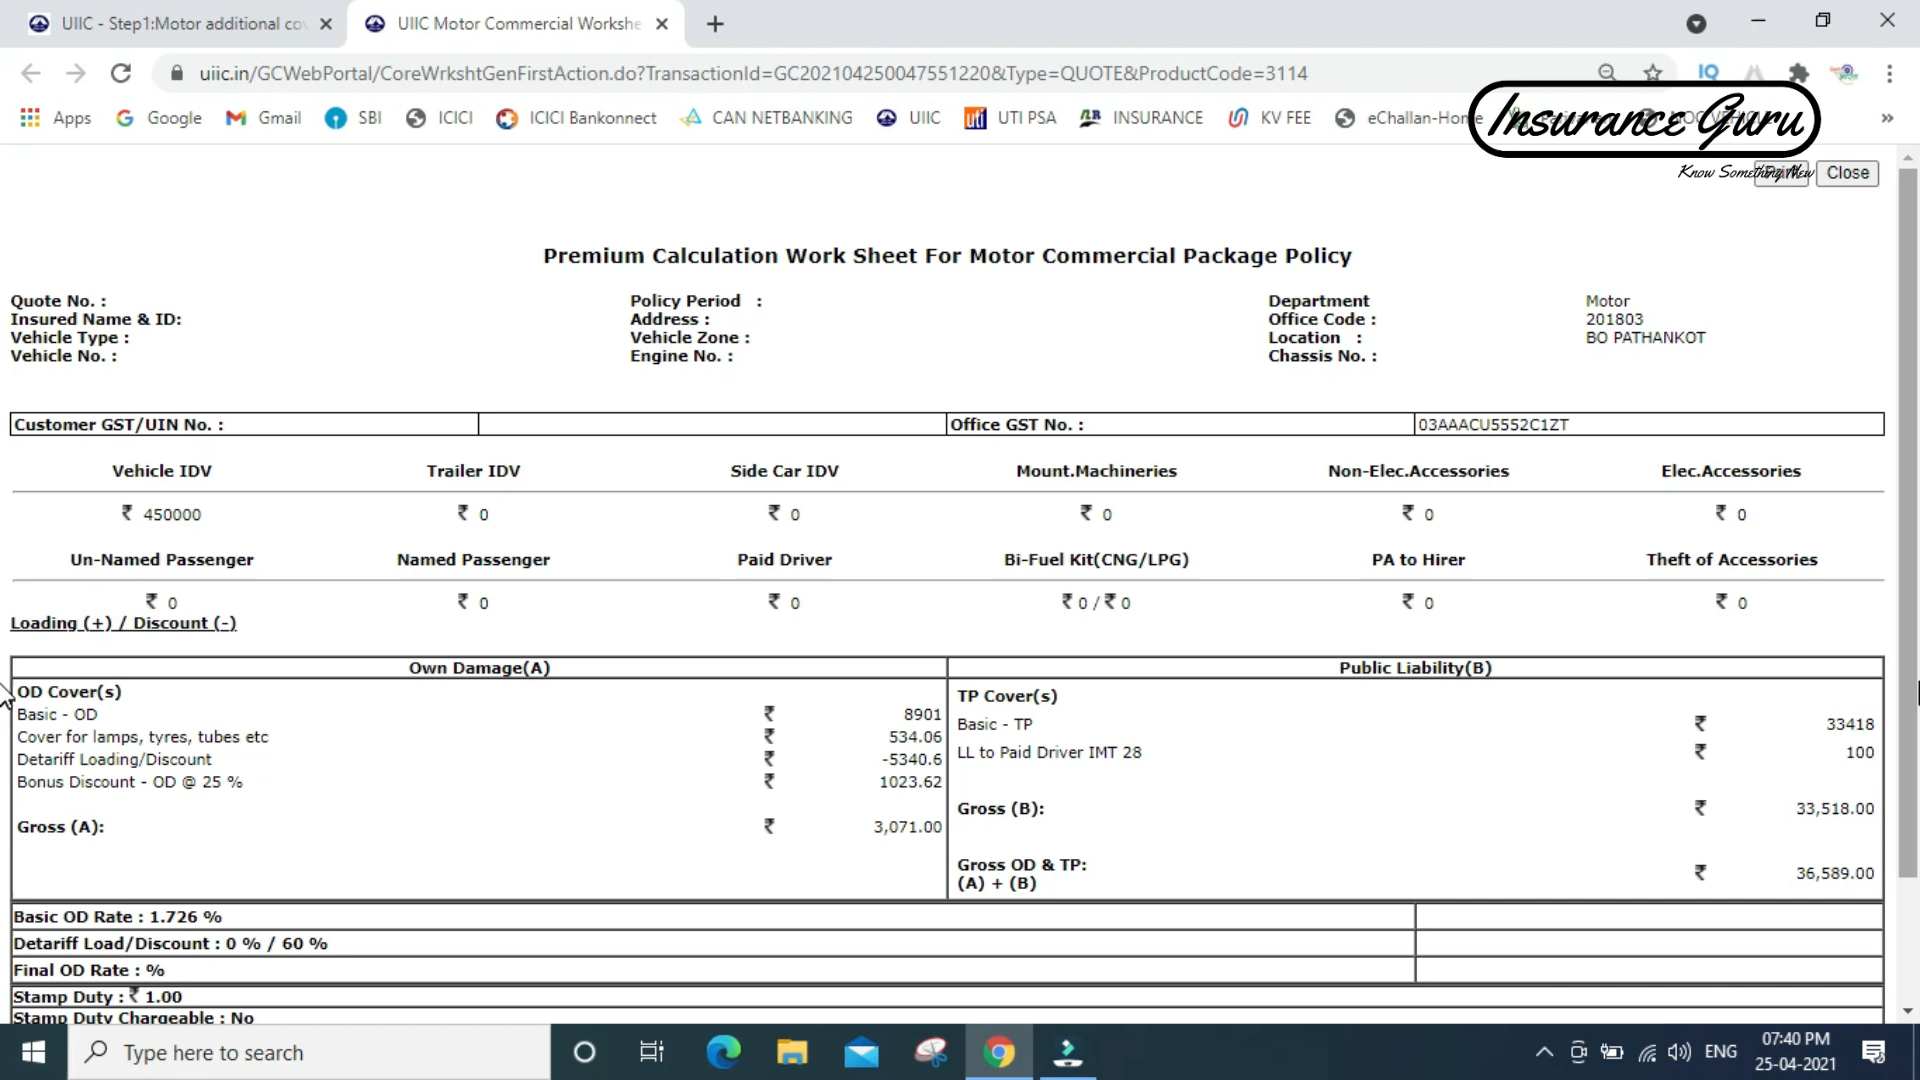 UIIC - Step1:Motor additional co
UIIC Motor Commercial Workshe
uiic.in/GCWebPortal/CoreWrkshtGenFirstAction.do?TransactionId=GC202104250047551220&Type=QUOTE&ProductCode=3114
IQ
Apps Google Gmail SBI ICICI ICICI Bankonnect CAN NETBANKING UIIC uti UTI PSA INSURANCE KV FEE eChallan-Home
Insurance Guru
Know Something New
Close
Premium Calculation Work Sheet For Motor Commercial Package Policy
Quote No. : Policy Period : Department Motor
Insured Name & ID: Address : Office Code : 201803
Vehicle Type : Vehicle Zone : Location : BO PATHANKOT
Vehicle No. : Engine No. : Chassis No. :
Customer GST/UIN No. : Office GST No. : 03AAACU5552C1ZT
Vehicle IDV Trailer IDV Side Car IDV Mount.Machineries Non-Elec.Accessories Elec.Accessories
₹ 450000 ₹ 0 ₹ 0 ₹ 0 ₹ 0 ₹ 0
Un-Named Passenger Named Passenger Paid Driver Bi-Fuel Kit(CNG/LPG) PA to Hirer Theft of Accessories
₹ 0 ₹ 0 ₹ 0 ₹ 0 / ₹ 0 ₹ 0 ₹ 0
Loading (+) / Discount (-)
Own Damage(A) Public Liability(B)
OD Cover(s)
Basic - OD ₹ 8901
Cover for lamps, tyres, tubes etc ₹ 534.06
Detariff Loading/Discount ₹ -5340.6
Bonus Discount - OD @ 25 % ₹ 1023.62
Gross (A): ₹ 3,071.00
TP Cover(s)
Basic - TP ₹ 33418
LL to Paid Driver IMT 28 ₹ 100
Gross (B): ₹ 33,518.00
Gross OD & TP:
(A) + (B) ₹ 36,589.00
Basic OD Rate : 1.726 %
Detariff Load/Discount : 0 % / 60 %
Final OD Rate : %
Stamp Duty : ₹ 1.00
Stamp Duty Chargeable : No
Type here to search
ENG
07:40 PM
25-04-2021